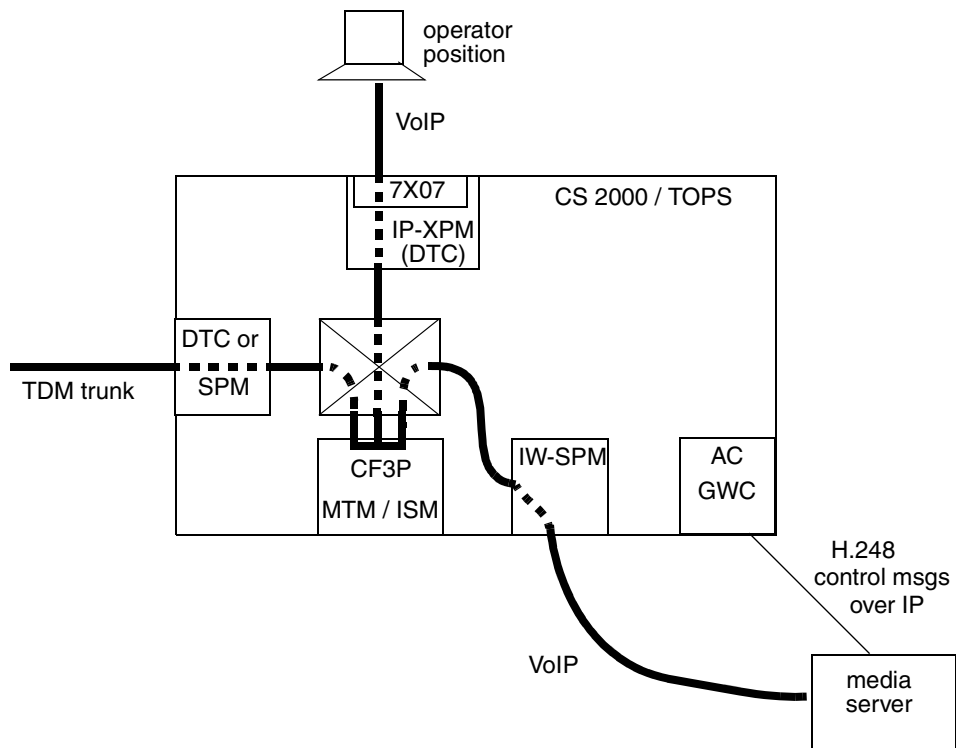 operator
position
VoIP
7X07
CS 2000 / TOPS
IP-XPM
(DTC)
DTC or
SPM
TDM trunk
CF3P
MTM / ISM
IW-SPM
AC
GWC
H.248
control msgs
over IP
VoIP
media
server